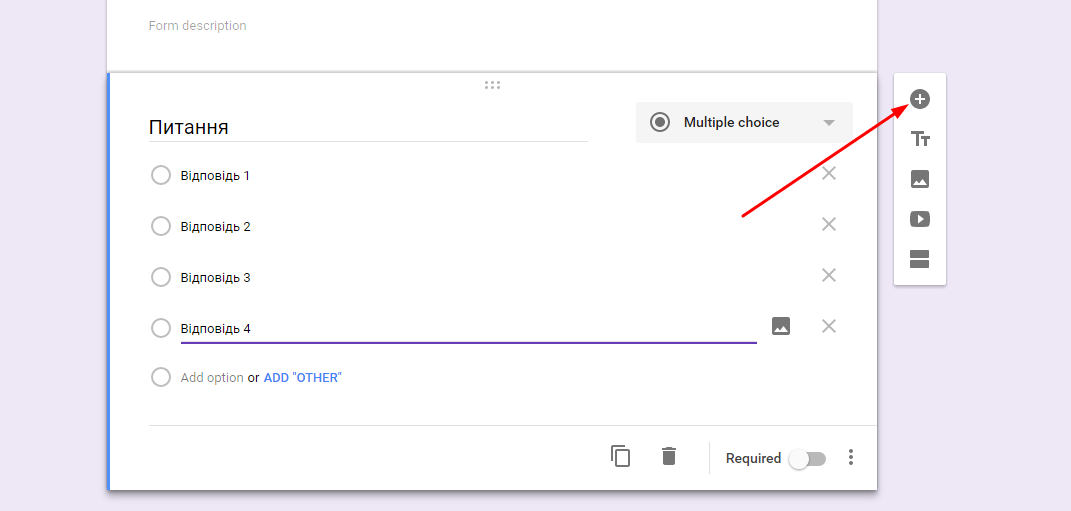 Form description
Питання
Multiple choice
Відповідь 1
Відповідь 2
Відповідь 3
Відповідь 4
Add option or ADD "OTHER"
Required